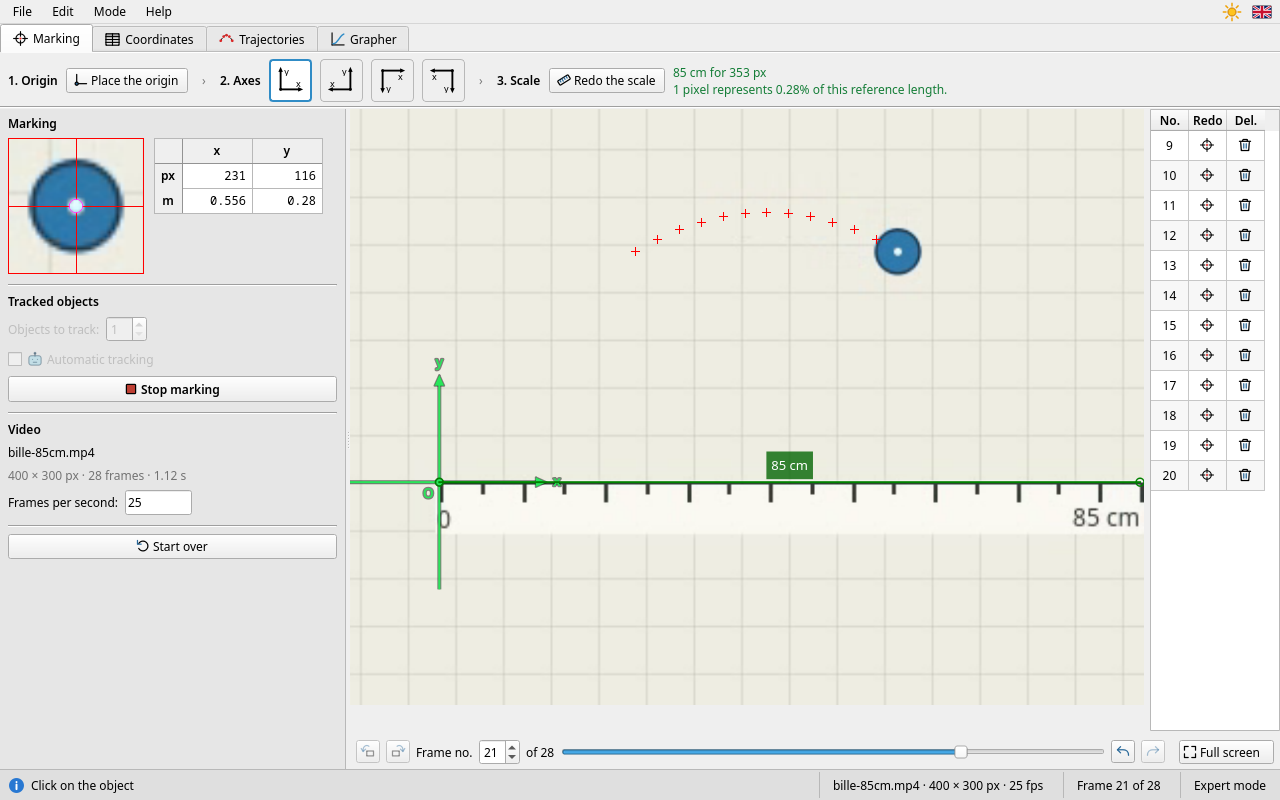 File Edit Mode Help
Marking Coordinates Trajectories Grapher
1. Origin Place the origin › 2. Axes y x y x x y x y › 3. Scale Redo the scale
85 cm for 353 px
1 pixel represents 0.28% of this reference length.
Marking
x y
px 231 116
m 0.556 0.28
Tracked objects
Objects to track: 1
Automatic tracking
Stop marking
Video
bille-85cm.mp4
400 × 300 px · 28 frames · 1.12 s
Frames per second: 25
Start over
y
85 cm
O x
0 85 cm
Frame no. 21 of 28 Full screen
No. Redo Del.
9
10
11
12
13
14
15
16
17
18
19
20
Click on the object
bille-85cm.mp4 · 400 × 300 px · 25 fps Frame 21 of 28 Expert mode